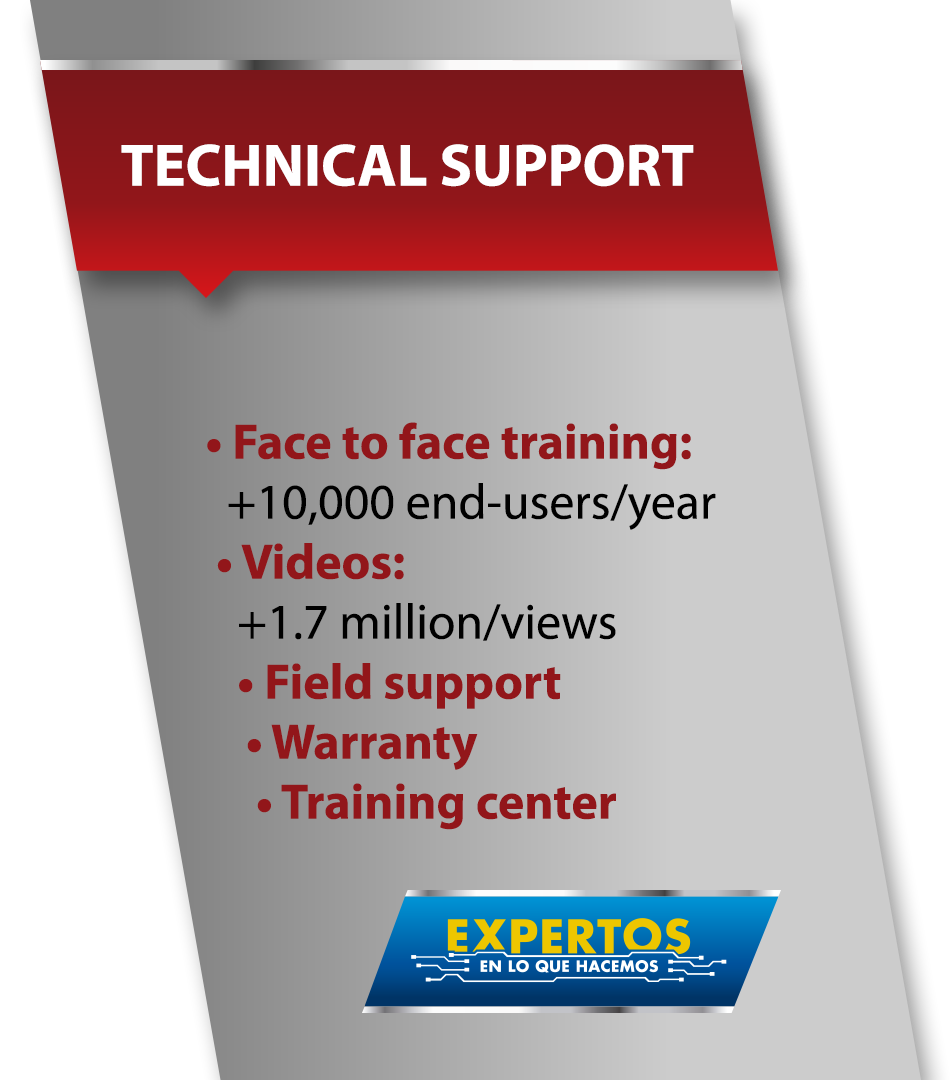 TECHNICAL SUPPORT
• Face to face training:
+10,000 end-users/year
• Videos:
+1.7 million/views
• Field support
• Warranty
• Training center
EXPERTOS
EN LO QUE HACEMOS